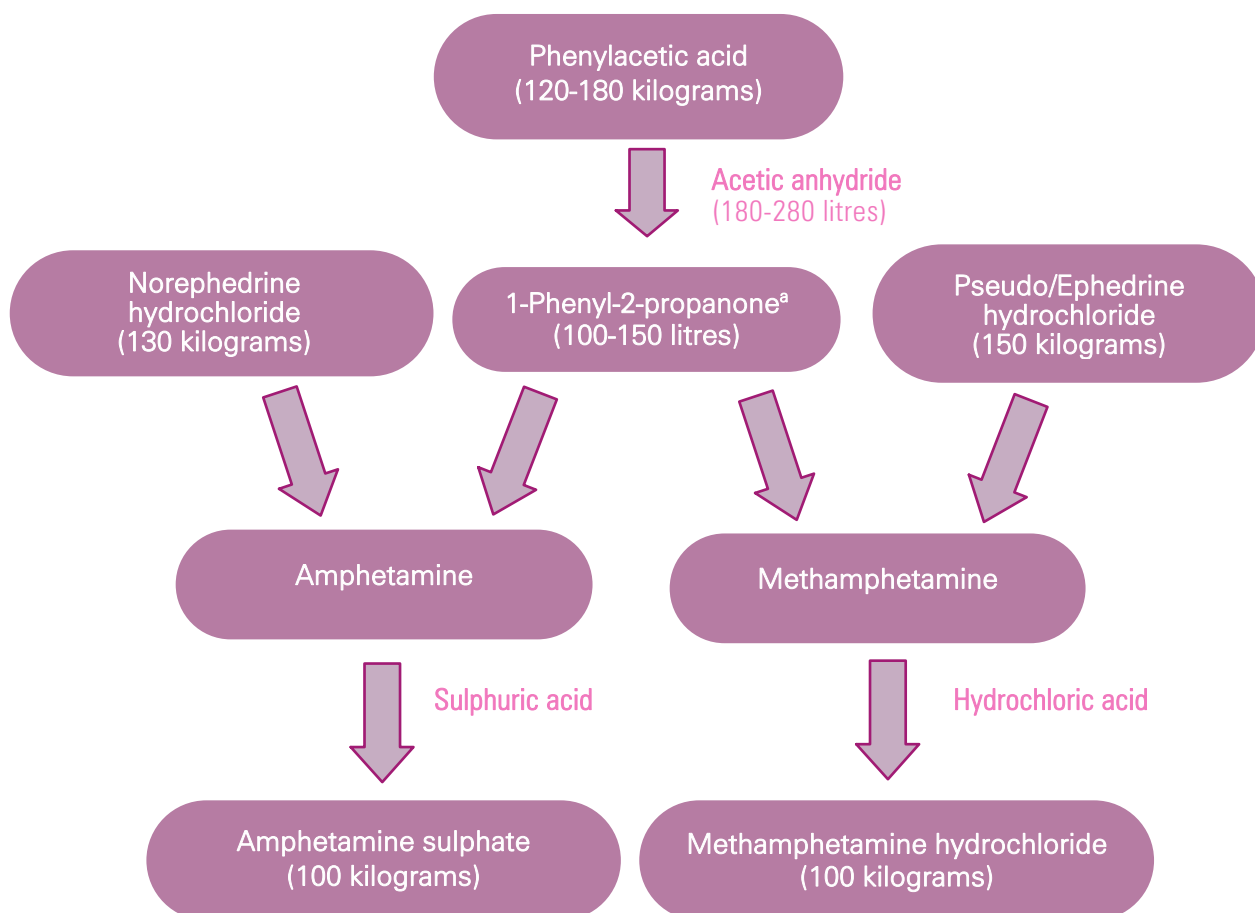 Phenylacetic acid
(120-180 kilograms)
Acetic anhydride
(180-280 litres)
Norephedrine
hydrochloride
(130 kilograms)
1-Phenyl-2-propanoneᵃ
(100-150 litres)
Pseudo/Ephedrine
hydrochloride
(150 kilograms)
Amphetamine
Methamphetamine
Sulphuric acid
Hydrochloric acid
Amphetamine sulphate
(100 kilograms)
Methamphetamine hydrochloride
(100 kilograms)